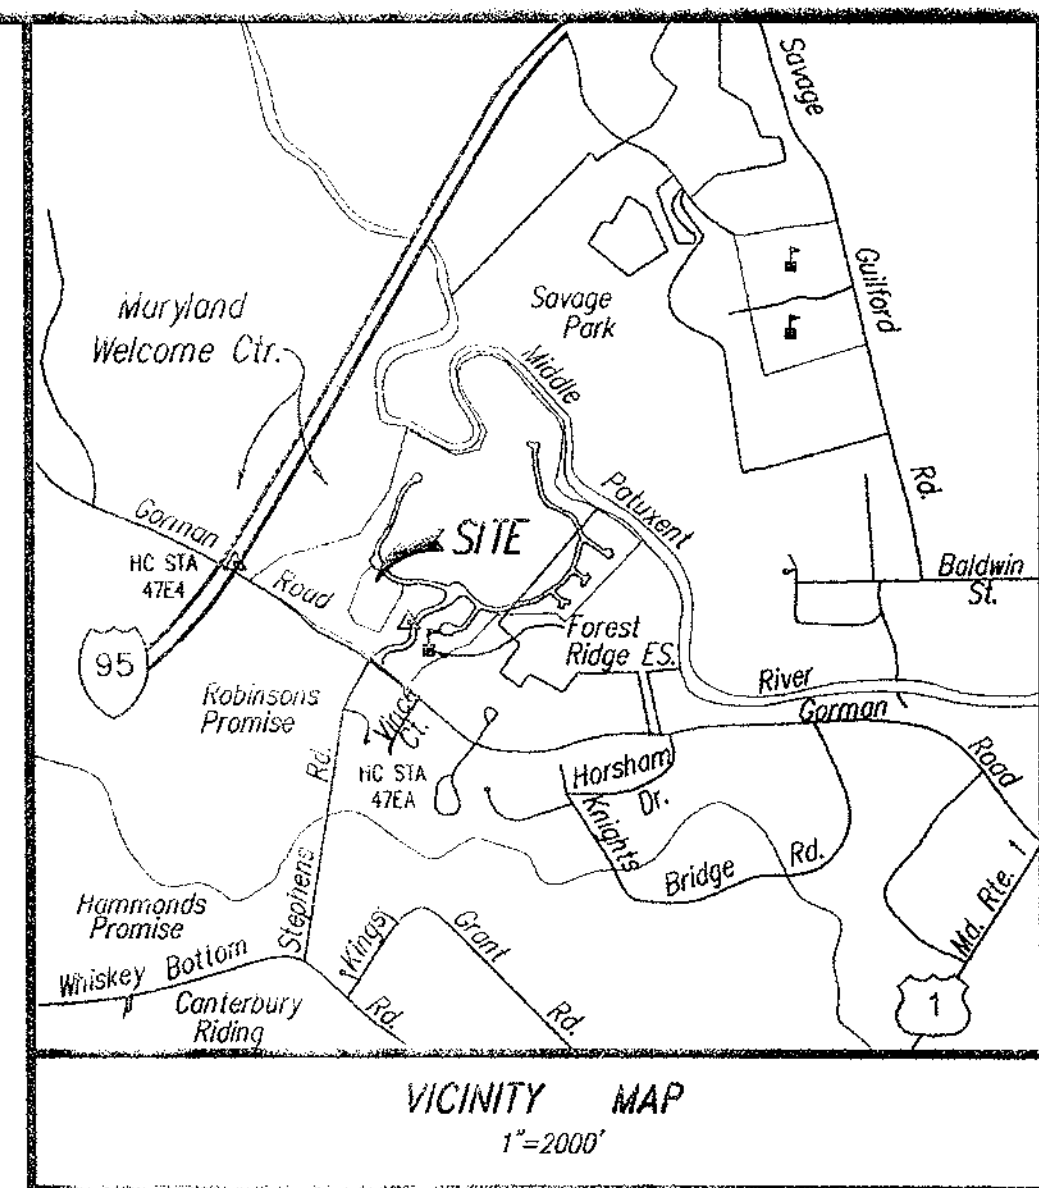 Savage
Guilford
Rd.
Maryland
Welcome Ctr.
Savage
Park
Middle
Patuxent
River
Gorman
Road
HC STA
47E4
SITE
95
Baldwin
St.
Forest
Ridge ES.
Robinsons
Promise
Vince
Ct.
HC STA
47EA
Gorman
Road
Horsham
Dr.
Knights
Bridge Rd.
Stephens Rd.
Md. Rte. 1
1
Hammonds
Promise
Whiskey Bottom
Rd.
Kings
Grant
Rd.
Canterbury
Riding
VICINITY MAP
1"=2000'